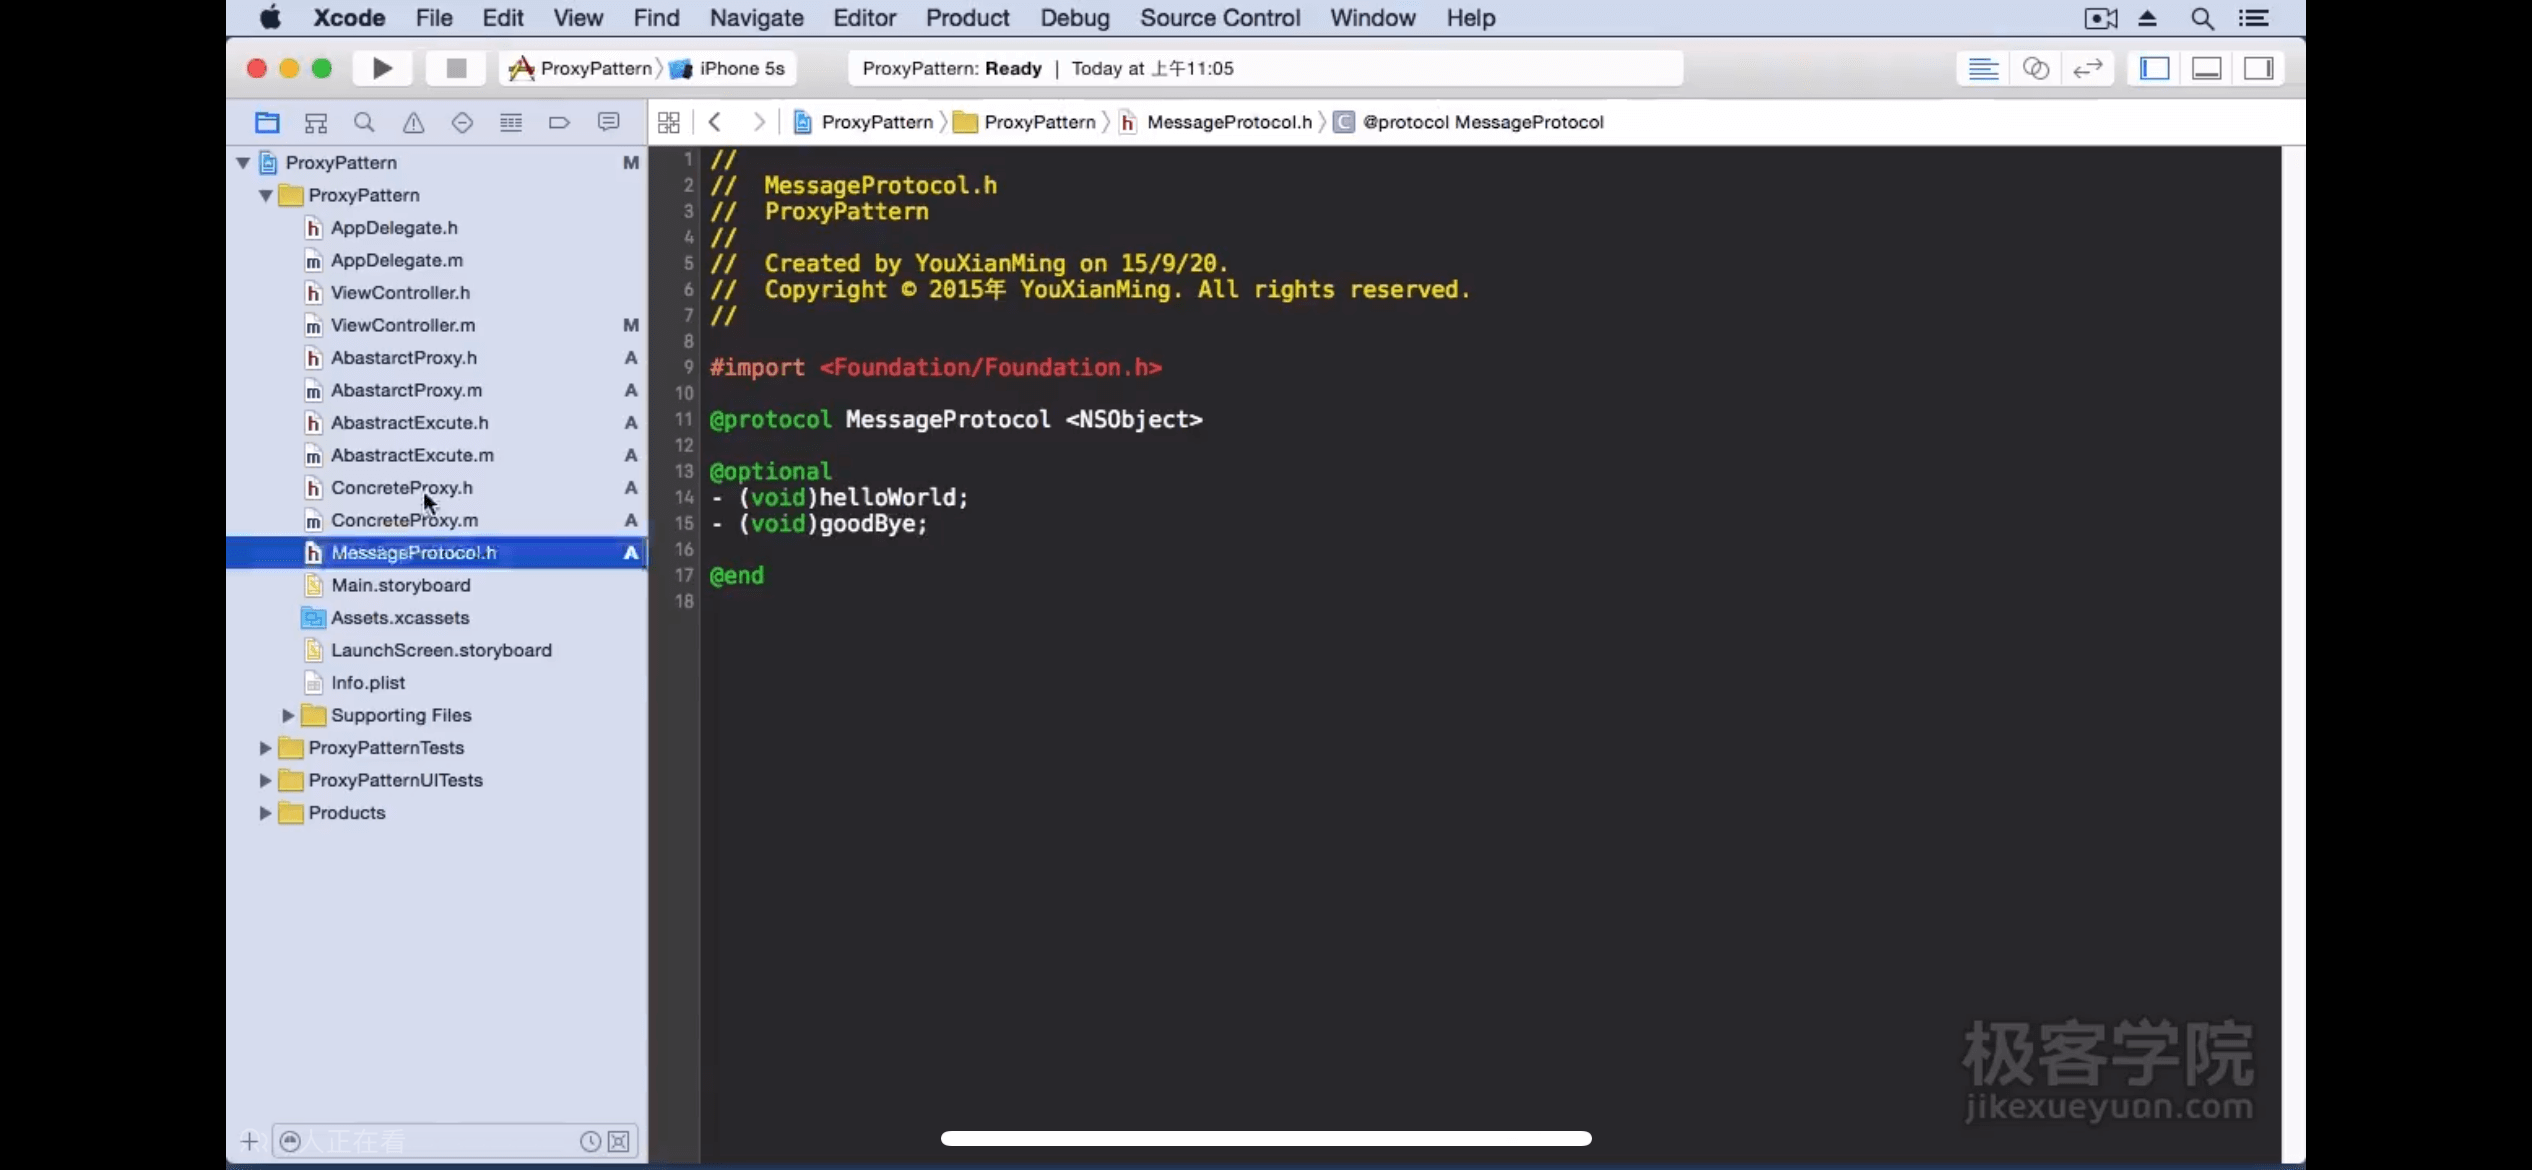 Xcode File Edit View Find Navigate Editor Product Debug Source Control Window Help
ProxyPattern iPhone 5s ProxyPattern: Ready | Today at 上午11:05
ProxyPattern ProxyPattern MessageProtocol.h C @protocol MessageProtocol
ProxyPattern M
ProxyPattern
h AppDelegate.h
m AppDelegate.m
h ViewController.h
m ViewController.m M
h AbastarctProxy.h A
m AbastarctProxy.m A
h AbastractExcute.h A
m AbastractExcute.m A
h ConcreteProxy.h A
m ConcreteProxy.m A
h MessageProtocol.h A
Main.storyboard
Assets.xcassets
LaunchScreen.storyboard
Info.plist
Supporting Files
ProxyPatternTests
ProxyPatternUITests
Products
人正在看
1 //
2 //  MessageProtocol.h
3 //  ProxyPattern
4 //
5 //  Created by YouXianMing on 15/9/20.
6 //  Copyright © 2015年 YouXianMing. All rights reserved.
7 //
8
9 #import <Foundation/Foundation.h>
10
11 @protocol MessageProtocol <NSObject>
12
13 @optional
14 - (void)helloWorld;
15 - (void)goodBye;
16
17 @end
18
极客学院
jikexueyuan.com